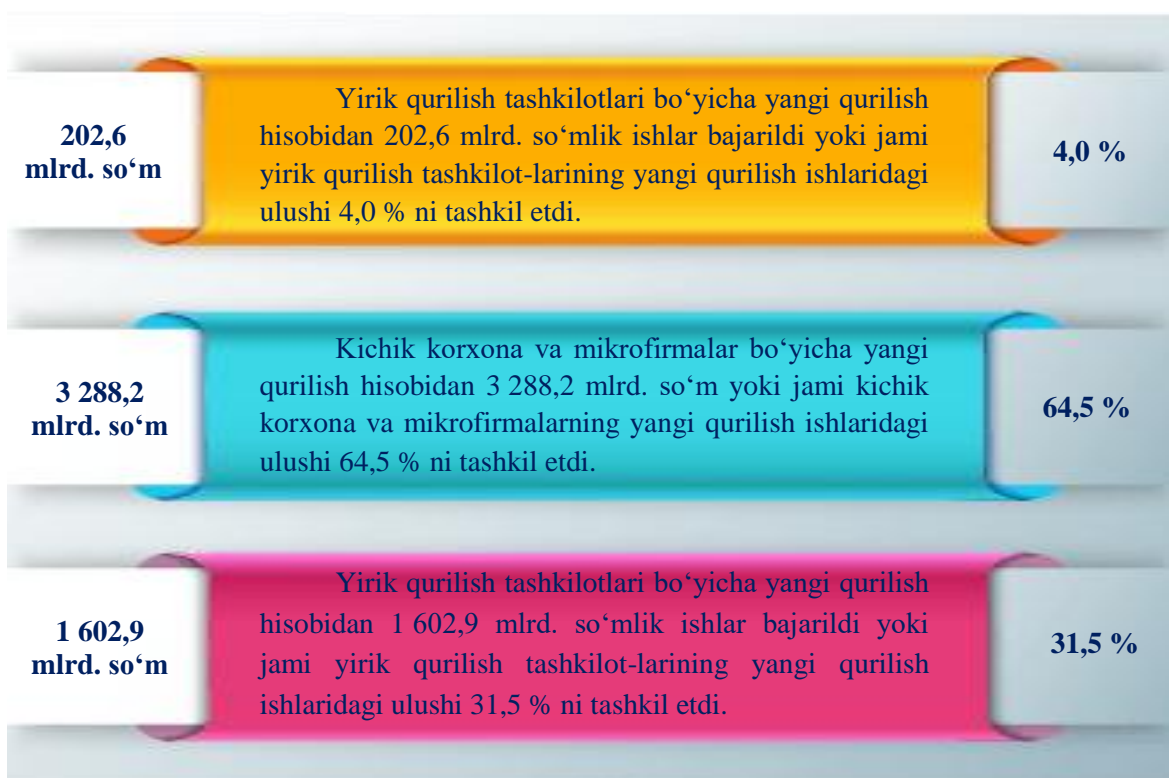 202,6
mlrd. so‘m
Yirik qurilish tashkilotlari bo‘yicha yangi qurilish
hisobidan 202,6 mlrd. so‘mlik ishlar bajarildi yoki jami
yirik qurilish tashkilot-larining yangi qurilish ishlaridagi
ulushi 4,0 % ni tashkil etdi.
4,0 %
3 288,2
mlrd. so‘m
Kichik korxona va mikrofirmalar bo‘yicha yangi
qurilish hisobidan 3 288,2 mlrd. so‘m yoki jami kichik
korxona va mikrofirmalarning yangi qurilish ishlaridagi
ulushi 64,5 % ni tashkil etdi.
64,5 %
1 602,9
mlrd. so‘m
Yirik qurilish tashkilotlari bo‘yicha yangi qurilish
hisobidan 1 602,9 mlrd. so‘mlik ishlar bajarildi yoki
jami yirik qurilish tashkilot-larining yangi qurilish
ishlaridagi ulushi 31,5 % ni tashkil etdi.
31,5 %